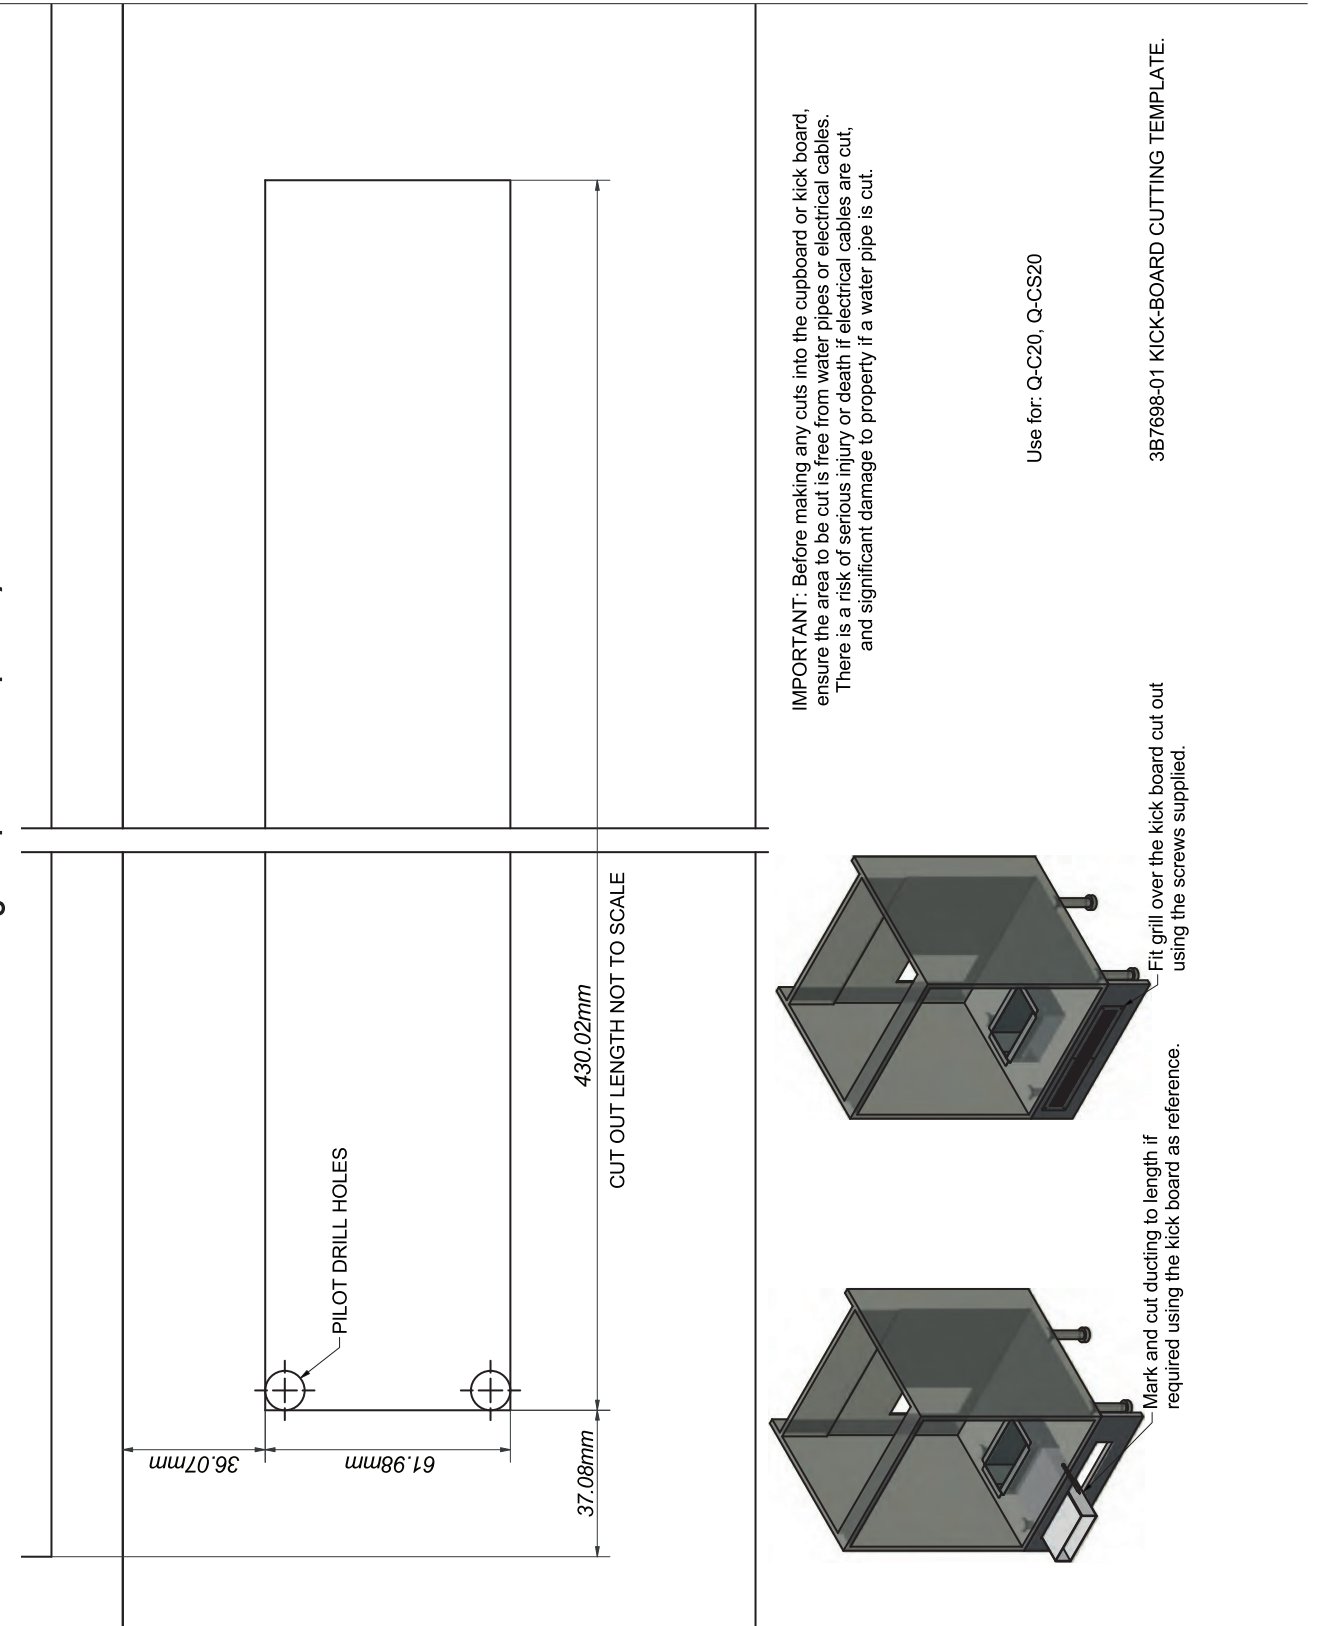 IMPORTANT: Before making any cuts into the cupboard or kick board,
ensure the area to be cut is free from water pipes or electrical cables.
There is a risk of serious injury or death if electrical cables are cut,
and significant damage to property if a water pipe is cut.
Use for: Q-C20, Q-CS20
3B7698-01 KICK-BOARD CUTTING TEMPLATE.
PILOT DRILL HOLES
36.07mm
61.98mm
37.08mm
430.02mm
CUT OUT LENGTH NOT TO SCALE
Mark and cut ducting to length if
required using the kick board as reference.
Fit grill over the kick board cut out
using the screws supplied.